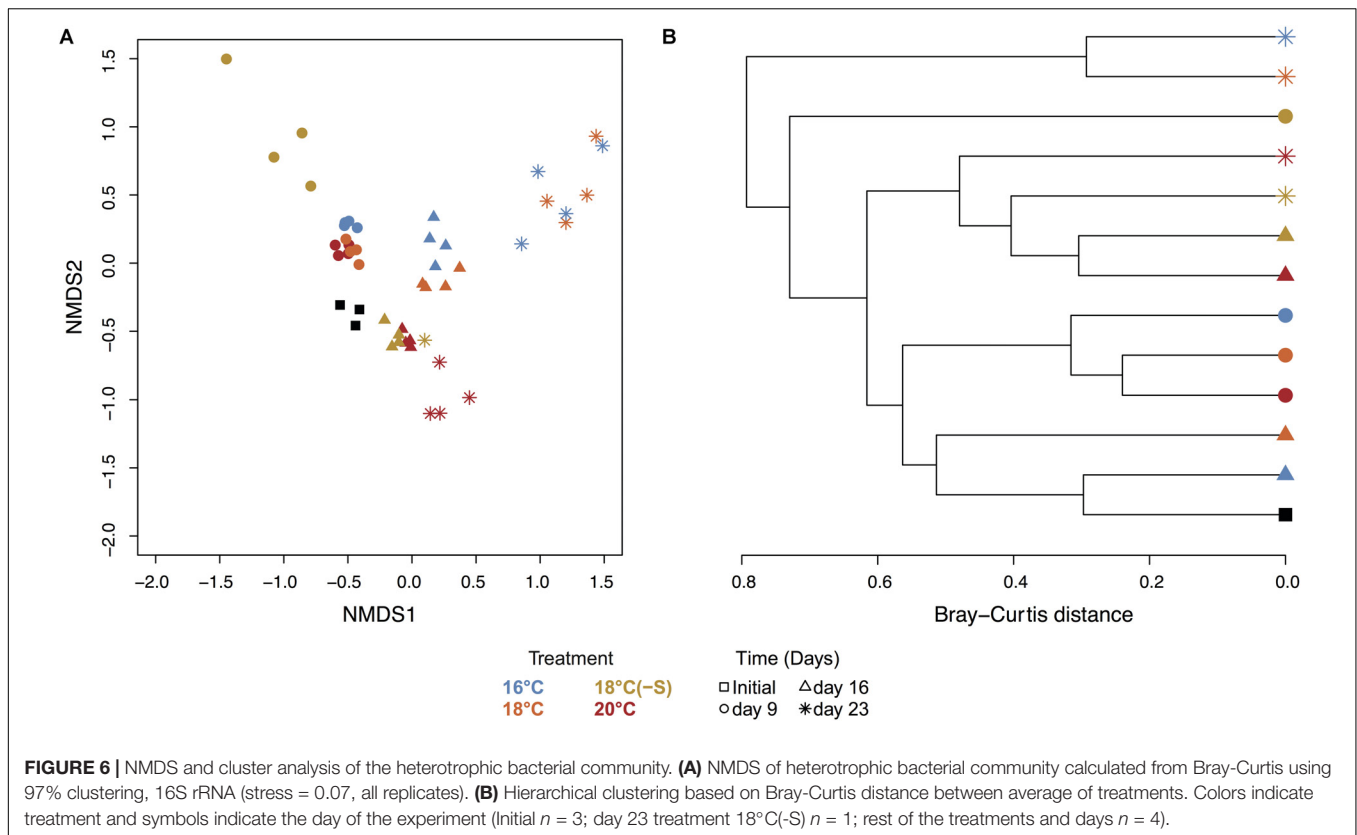 A
B
1.5
1.0
0.5
0.0
−0.5
−1.0
−1.5
−2.0
NMDS2
−2.0 −1.5 −1.0 −0.5 0.0 0.5 1.0 1.5
NMDS1
0.8 0.6 0.4 0.2 0.0
Bray−Curtis distance
Treatment
16°C 18°C(−S)
18°C 20°C
Time (Days)
Initial day 16
day 9 day 23
FIGURE 6 | NMDS and cluster analysis of the heterotrophic bacterial community. (A) NMDS of heterotrophic bacterial community calculated from Bray-Curtis using
97% clustering, 16S rRNA (stress = 0.07, all replicates). (B) Hierarchical clustering based on Bray-Curtis distance between average of treatments. Colors indicate
treatment and symbols indicate the day of the experiment (Initial n = 3; day 23 treatment 18°C(-S) n = 1; rest of the treatments and days n = 4).